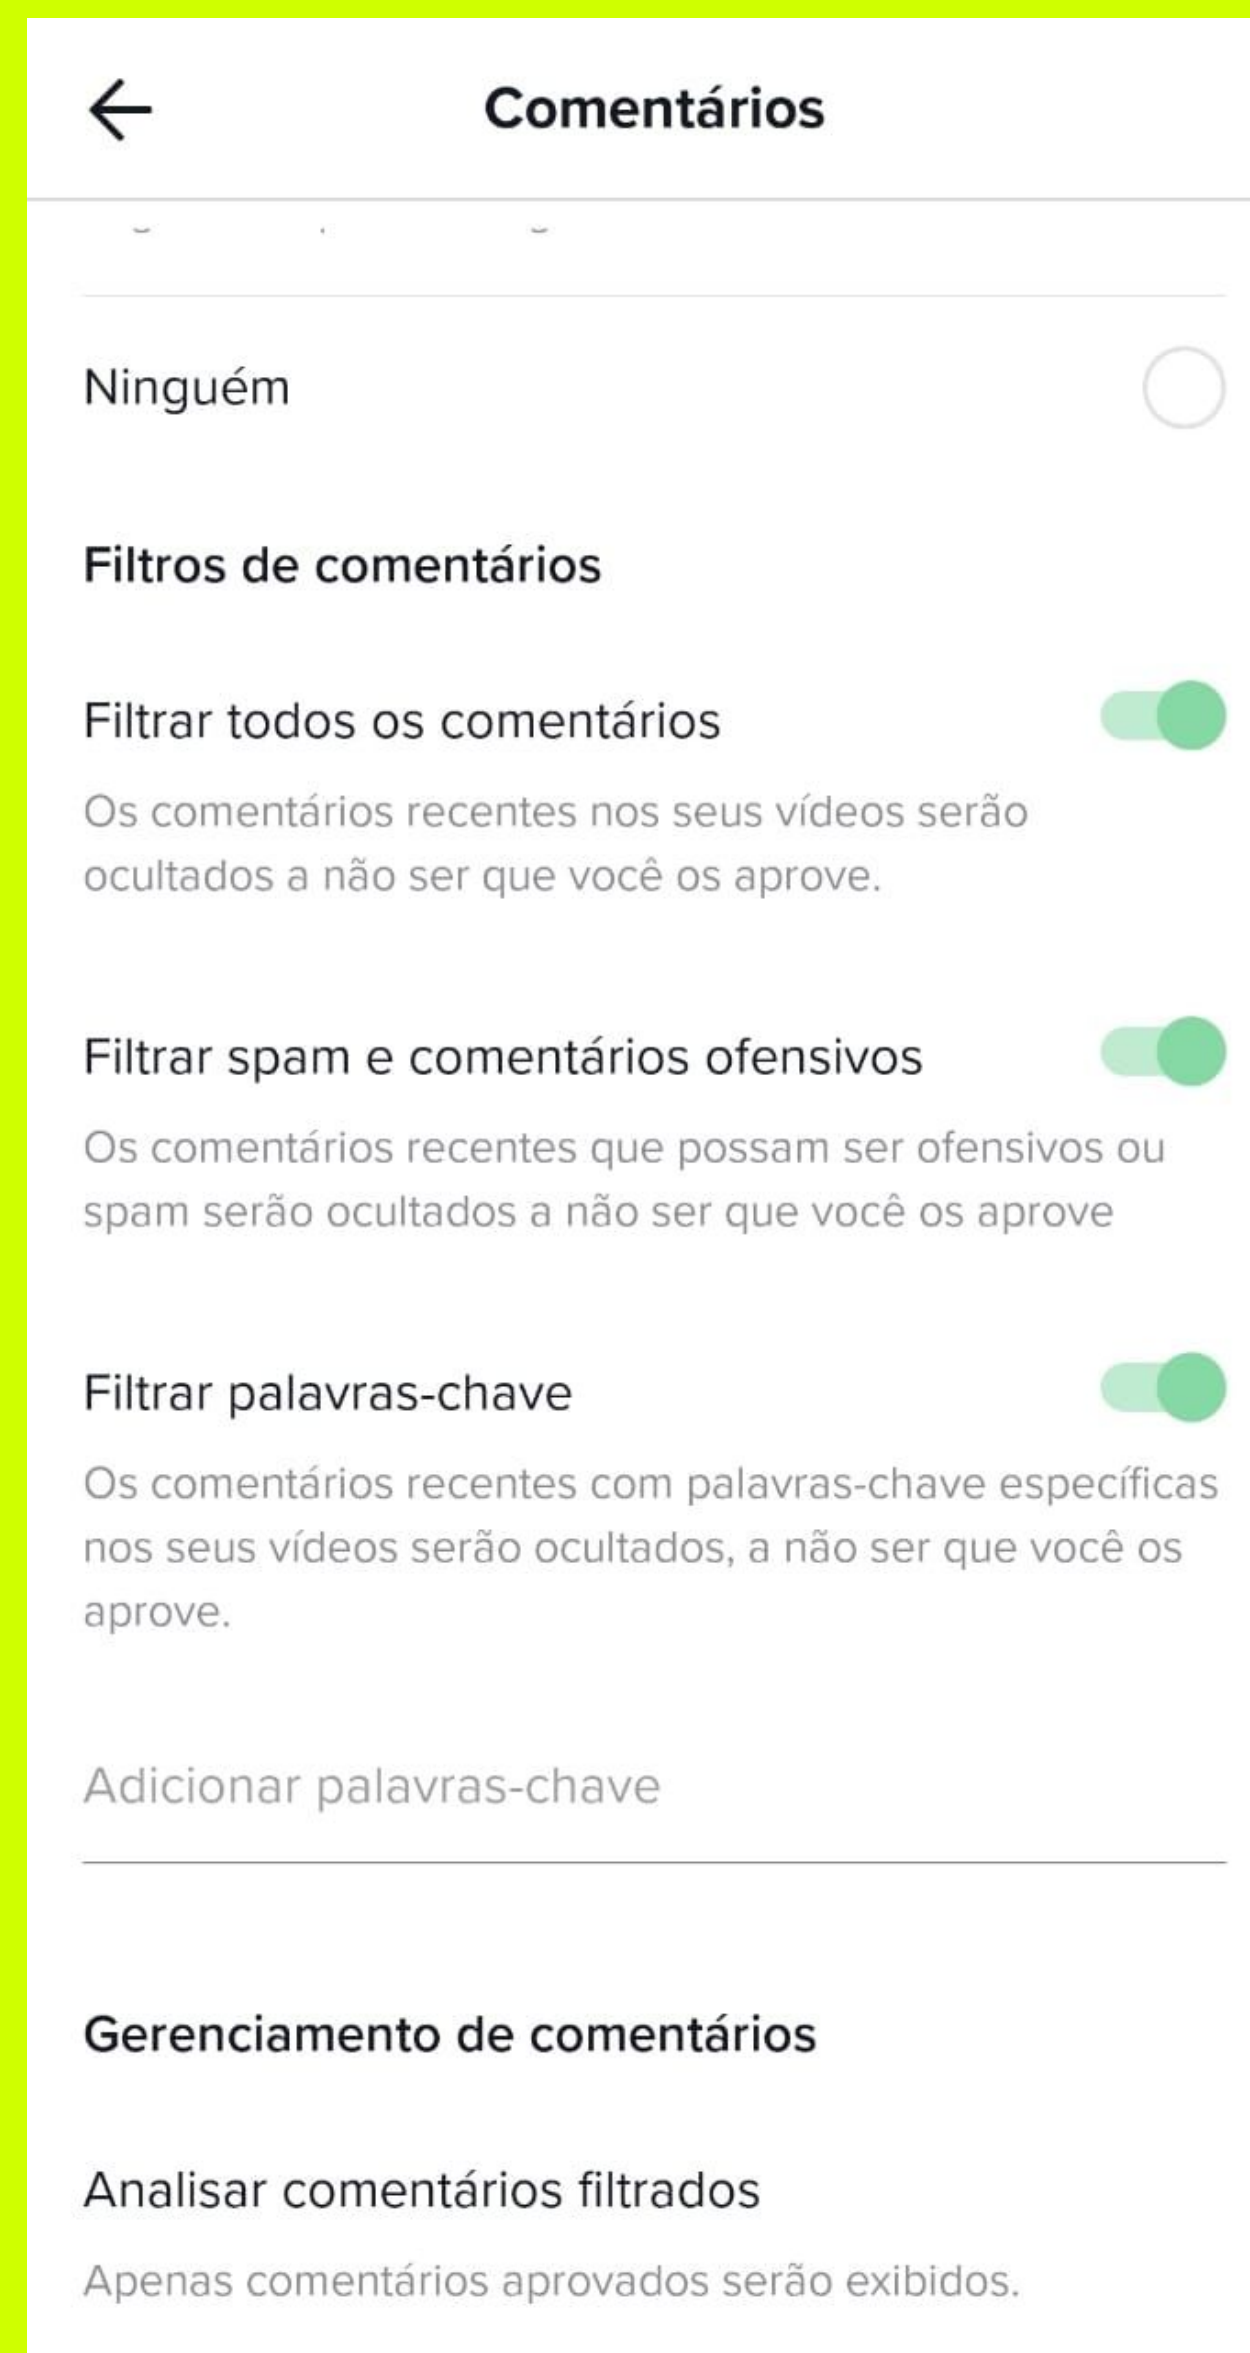 Comentários
Ninguém
Filtros de comentários
Filtrar todos os comentários
Os comentários recentes nos seus vídeos serão
ocultados a não ser que você os aprove.
Filtrar spam e comentários ofensivos
Os comentários recentes que possam ser ofensivos ou
spam serão ocultados a não ser que você os aprove
Filtrar palavras-chave
Os comentários recentes com palavras-chave específicas
nos seus vídeos serão ocultados, a não ser que você os
aprove.
Adicionar palavras-chave
Gerenciamento de comentários
Analisar comentários filtrados
Apenas comentários aprovados serão exibidos.